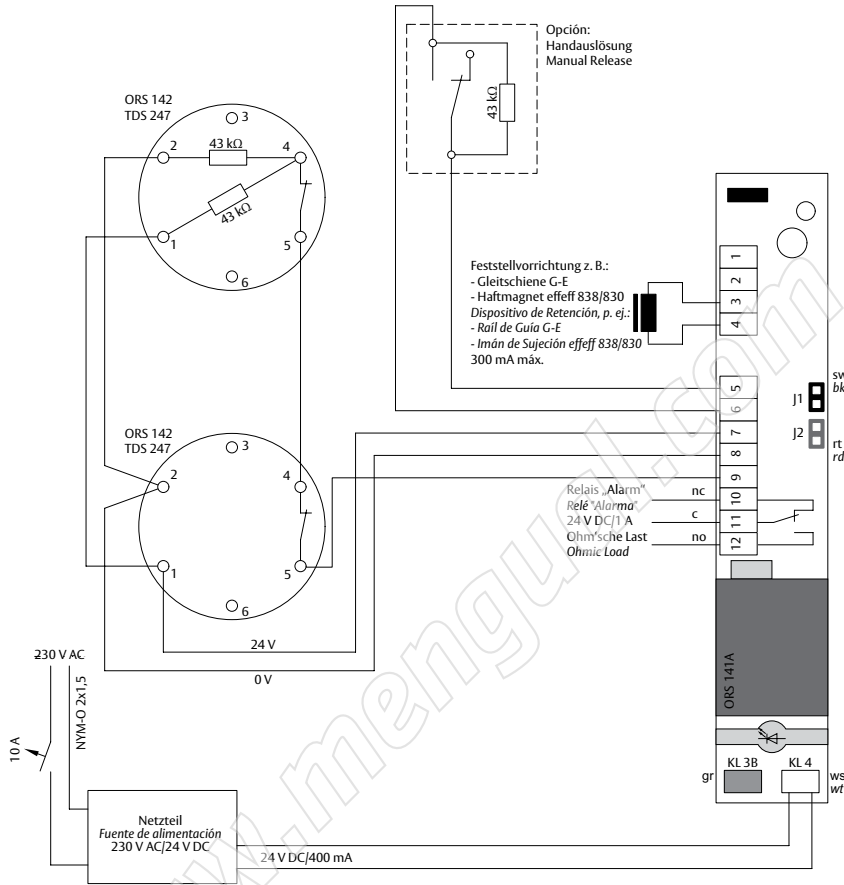 Opción:
Handauslösung
Manual Release
43 kΩ
ORS 142
TDS 247
3
2
43 kΩ
4
43 kΩ
1
5
6
Feststellvorrichtung z. B.:
- Gleitschiene G-E
- Haftmagnet effeff 838/830
Dispositivo de Retención, p. ej.:
- Raíl de Guía G-E
- Imán de Sujeción effeff 838/830
300 mA máx.
1
2
3
4
5
6
7
8
9
10
11
12
J1
sw
bk
J2
rt
rd
ORS 142
TDS 247
3
2
4
1
5
6
Relais „Alarm"
Relé "Alarma"
24 V DC/1 A
Ohm'sche Last
Ohmic Load
nc
c
no
24 V
0 V
ORS 141A
230 V AC
NYM-O 2x1,5
10 A
gr
KL 3B
KL 4
ws
wt
Netzteil
Fuente de alimentación
230 V AC/24 V DC
24 V DC/400 mA
www.mengual.com